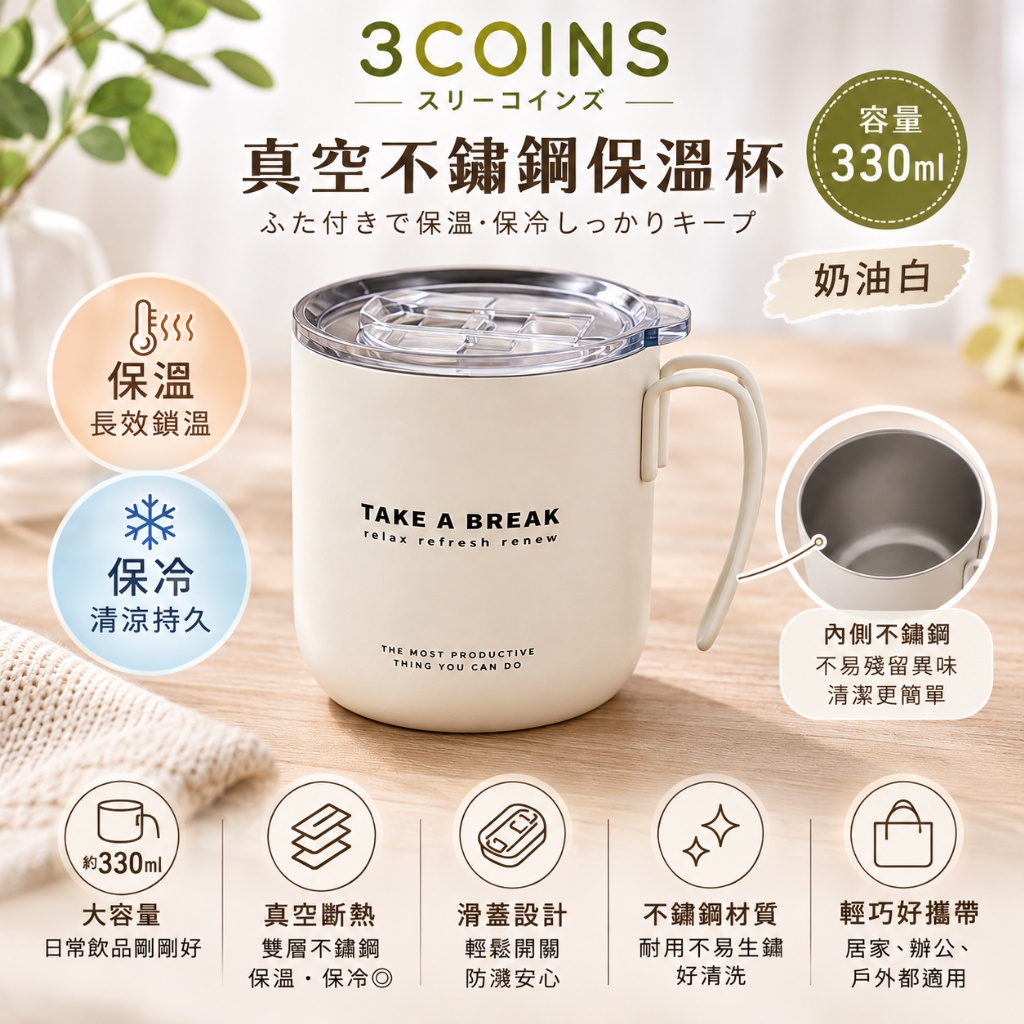 3COINS
スリーコインズ
真空不鏽鋼保溫杯
ふた付きで保温·保冷しっかりキープ
容量
330ml
奶油白
保溫
長效鎖溫
保冷
清涼持久
TAKE A BREAK
relax refresh renew
THE MOST PRODUCTIVE
THING YOU CAN DO
內側不鏽鋼
不易殘留異味
清潔更簡單
約330ml
大容量
日常飲品剛剛好
真空斷熱
雙層不鏽鋼
保溫・保冷◎
滑蓋設計
輕鬆開關
防濺安心
不鏽鋼材質
耐用不易生鏽
好清洗
輕巧好攜帶
居家、辦公、
戶外都適用